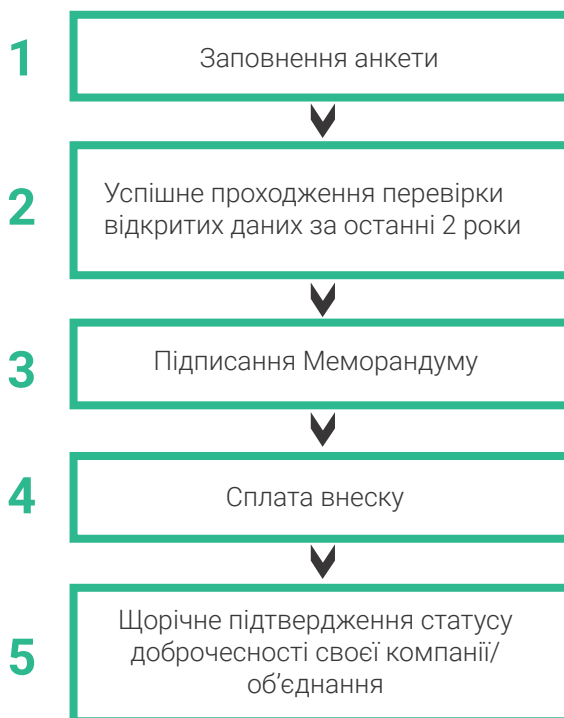 1
Заповнення анкети
2
Успішне проходження перевірки
відкритих даних за останні 2 роки
3
Підписання Меморандуму
4
Сплата внеску
5
Щорічне підтвердження статусу
доброчесності своєї компанії/
об’єднання